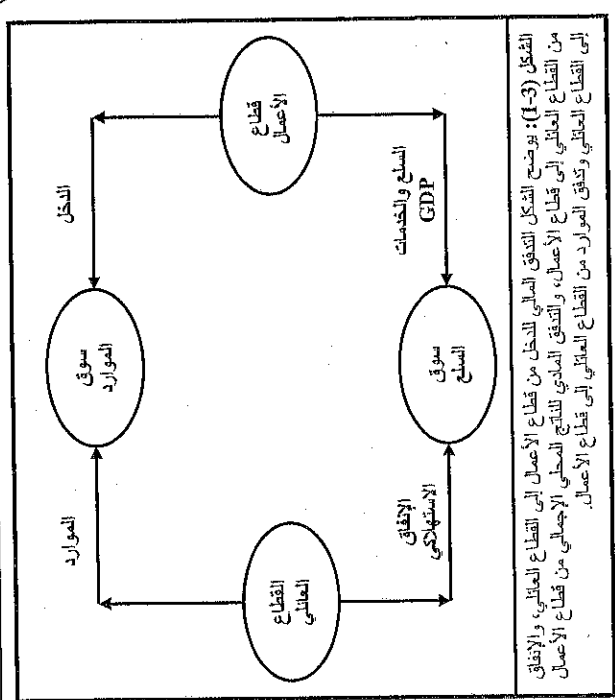 قطاع
الأعمال
الدخل
السلع والخدمات
GDP
سوق
الموارد
سوق
السلع
الموارد
الإنفاق
الاستهلاكي
القطاع
العائلي
الشكل (3-1): يوضح الشكل التدفق المالي للدخل من قطاع الأعمال إلى القطاع العائلي، والإنفاق
من القطاع العائلي إلى قطاع الأعمال، والتدفق المادي للناتج المحلي الإجمالي من قطاع الأعمال
إلى القطاع العائلي وتدفق الموارد من القطاع العائلي إلى قطاع الأعمال.